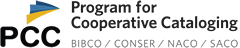 PCC
Program for
Cooperative Cataloging
BIBCO / CONSER / NACO / SACO